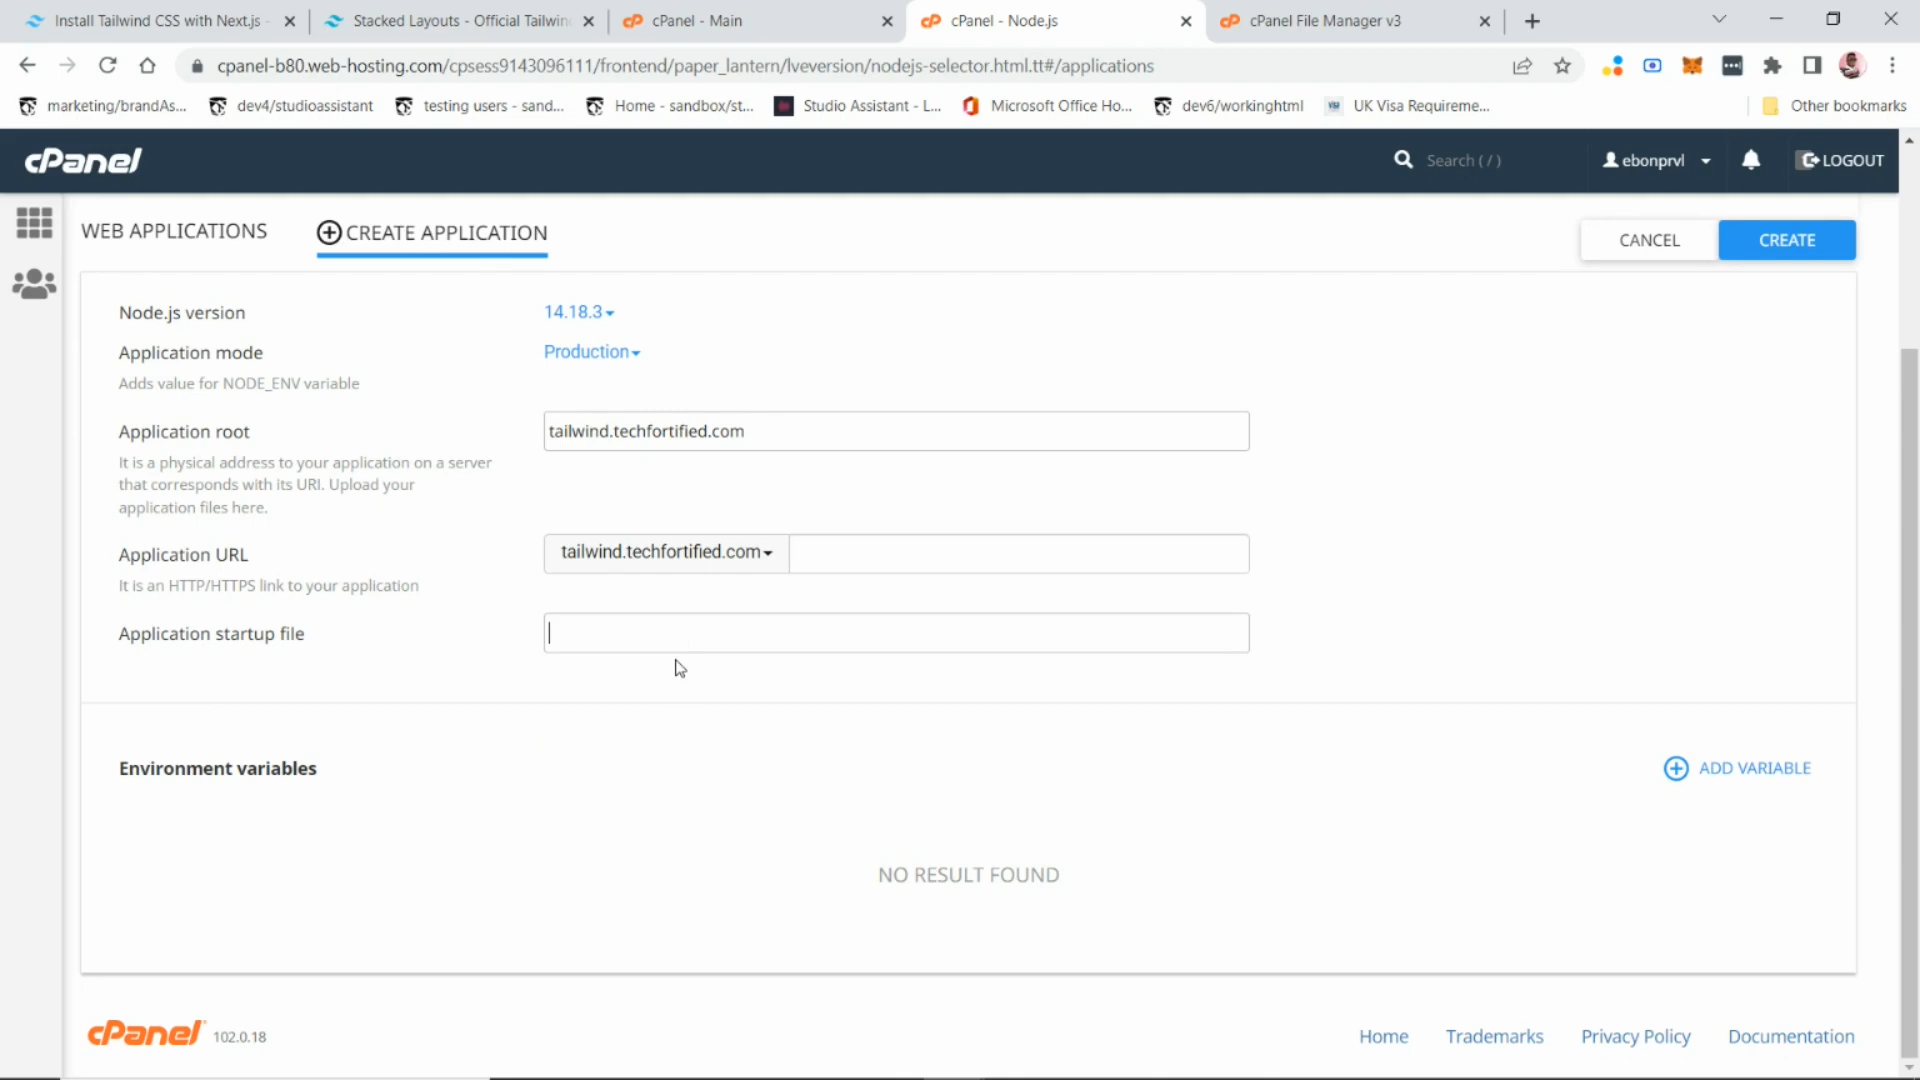 Install Tailwind CSS with Next.js -
Stacked Layouts - Official Tailwin
cPanel - Main
cPanel - Node.js
cPanel File Manager v3
cpanel-b80.web-hosting.com/cpsess9143096111/frontend/paper_lantern/lveversion/nodejs-selector.html.tt#/applications
marketing/brandAs...
dev4/studioassistant
testing users - sand...
Home - sandbox/st...
Studio Assistant - L...
Microsoft Office Ho...
dev6/workinghtml
UK Visa Requireme...
Other bookmarks
cPanel
Search ( / )
ebonprvl
LOGOUT
WEB APPLICATIONS
CREATE APPLICATION
CANCEL
CREATE
Node.js version
14.18.3
Application mode
Production
Adds value for NODE_ENV variable
Application root
tailwind.techfortified.com
It is a physical address to your application on a server
that corresponds with its URI. Upload your
application files here.
Application URL
tailwind.techfortified.com
It is an HTTP/HTTPS link to your application
Application startup file
Environment variables
ADD VARIABLE
NO RESULT FOUND
cPanel 102.0.18
Home
Trademarks
Privacy Policy
Documentation